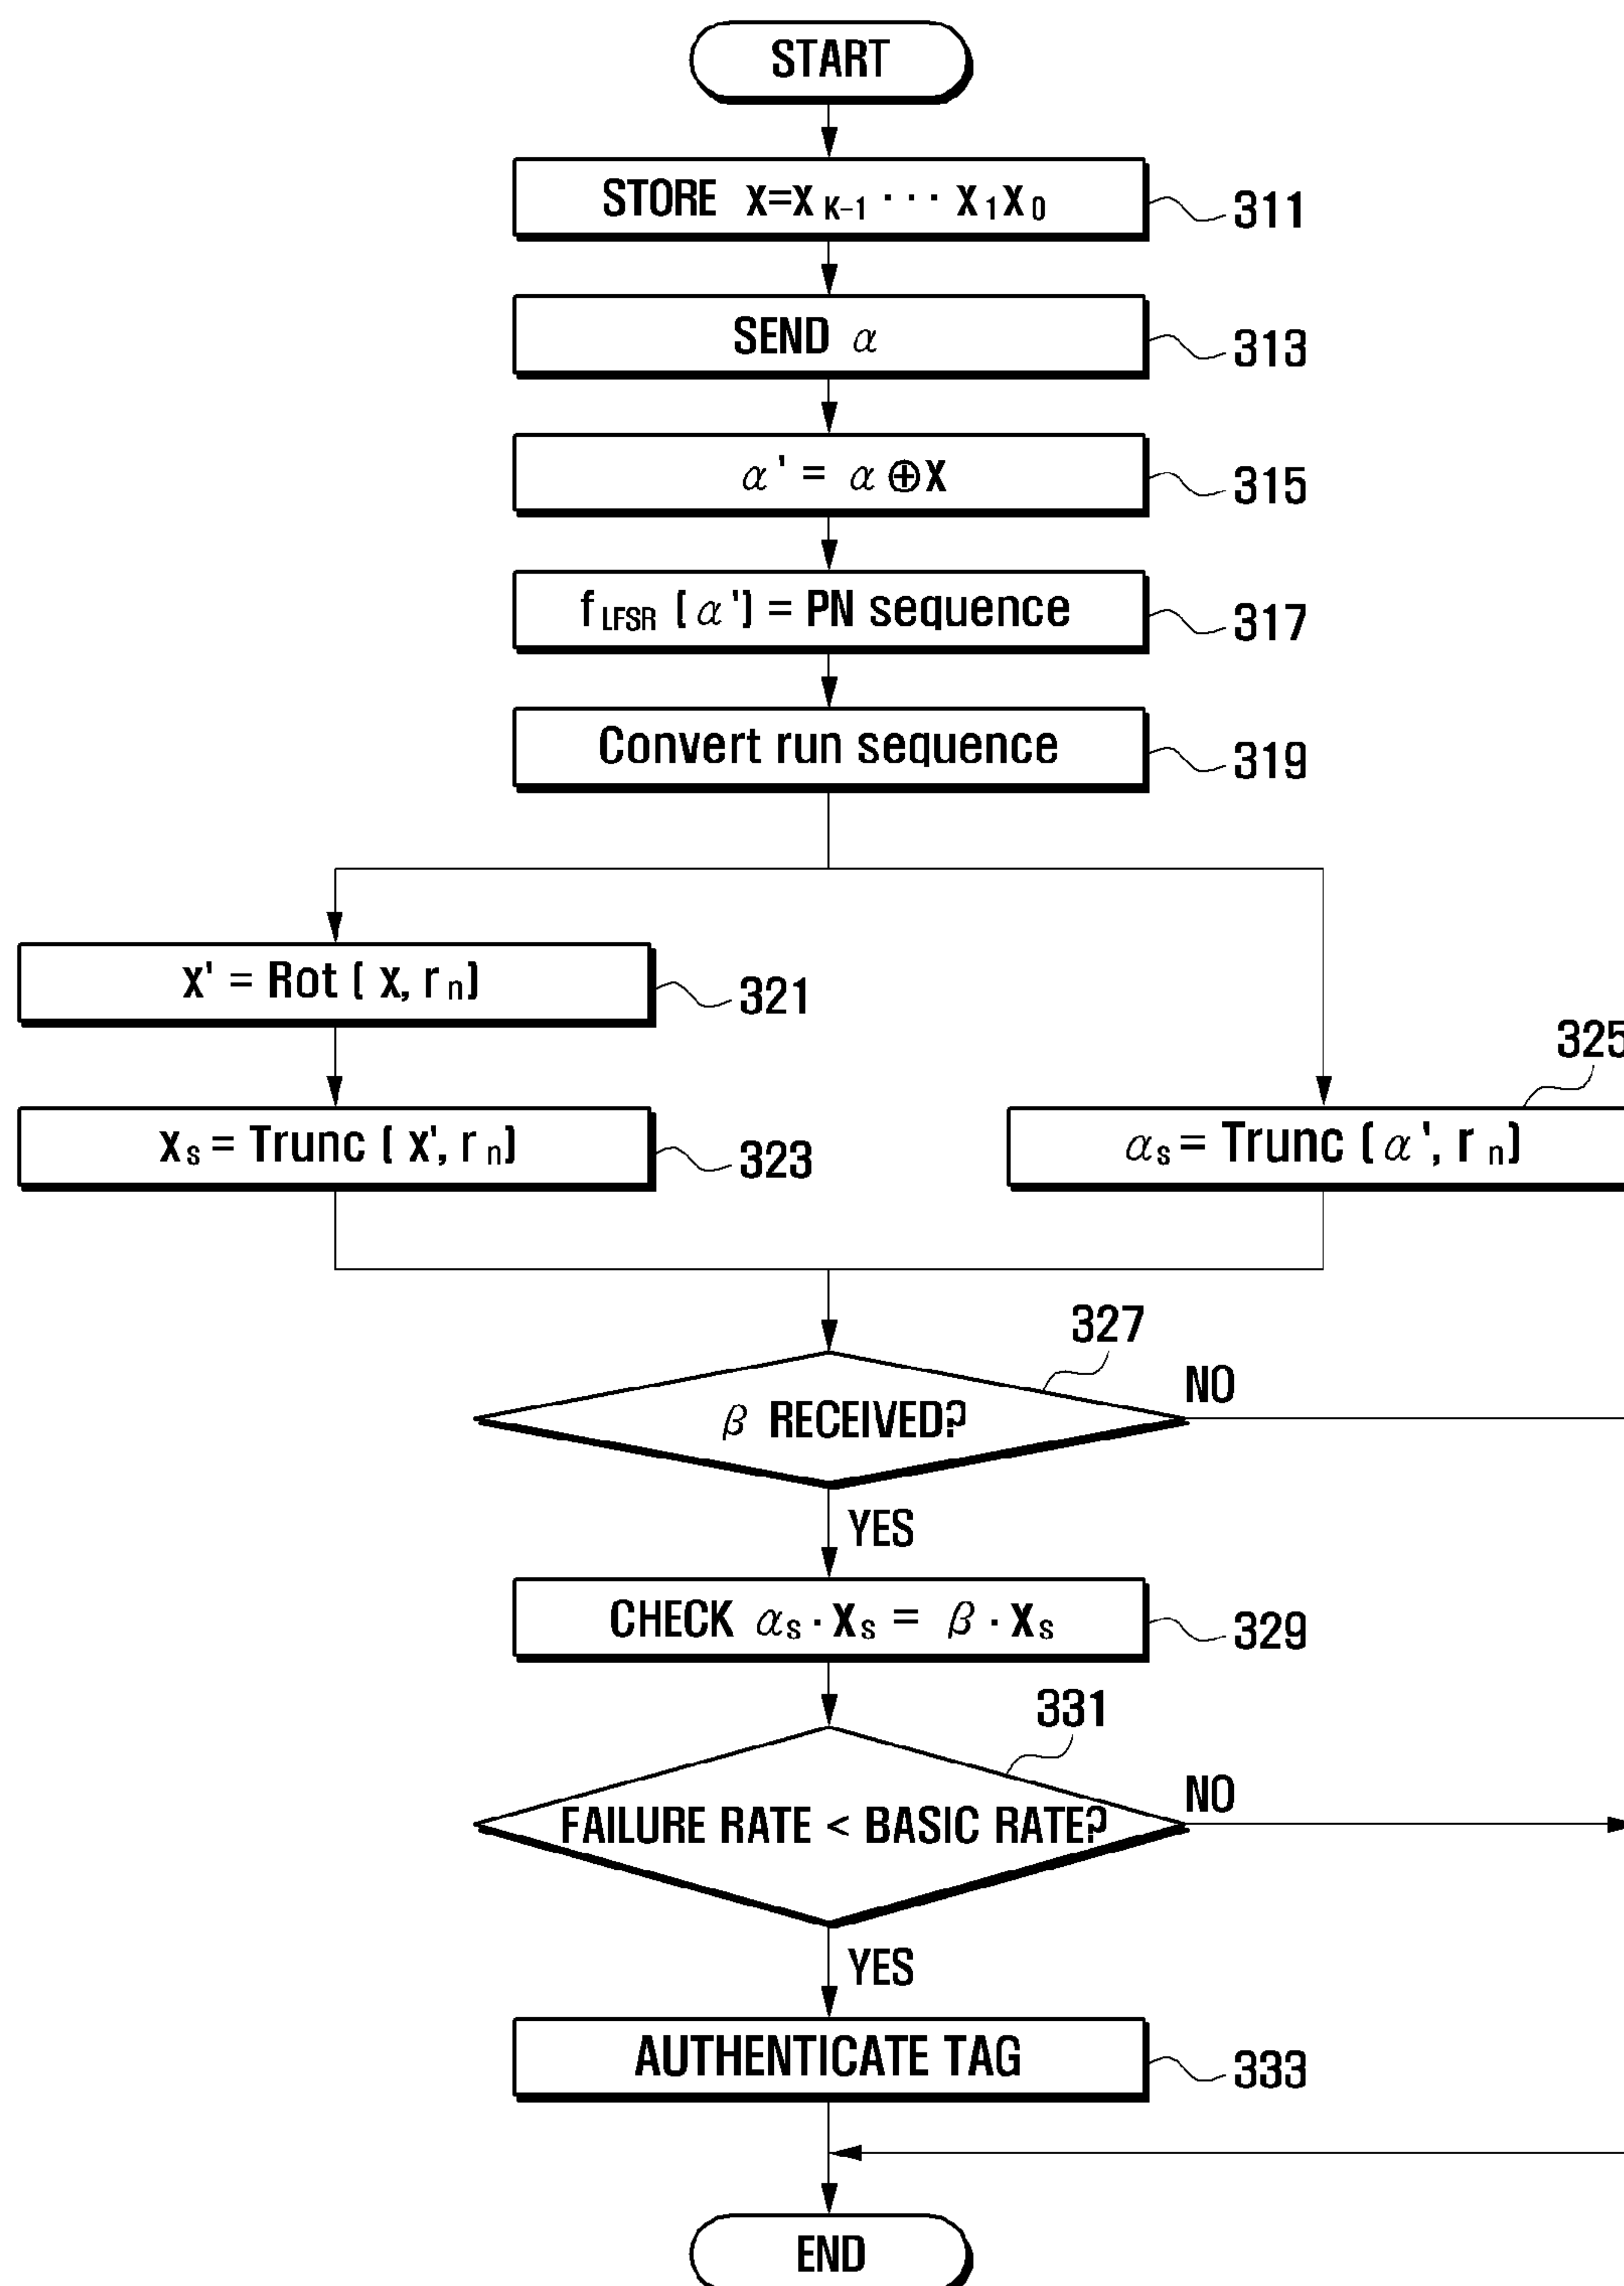 START
STORE x=x K-1 ··· x 1 x 0
311
SEND α
313
α' = α ⊕ x
315
f LFSR (α') = PN sequence
317
Convert run sequence
319
x' = Rot ( x, r n)
321
325
x s = Trunc ( x', r n)
323
α s = Trunc (α', r n)
327
NO
β RECEIVED?
YES
CHECK α s · x s = β · x s
329
331
NO
FAILURE RATE < BASIC RATE?
YES
AUTHENTICATE TAG
333
END